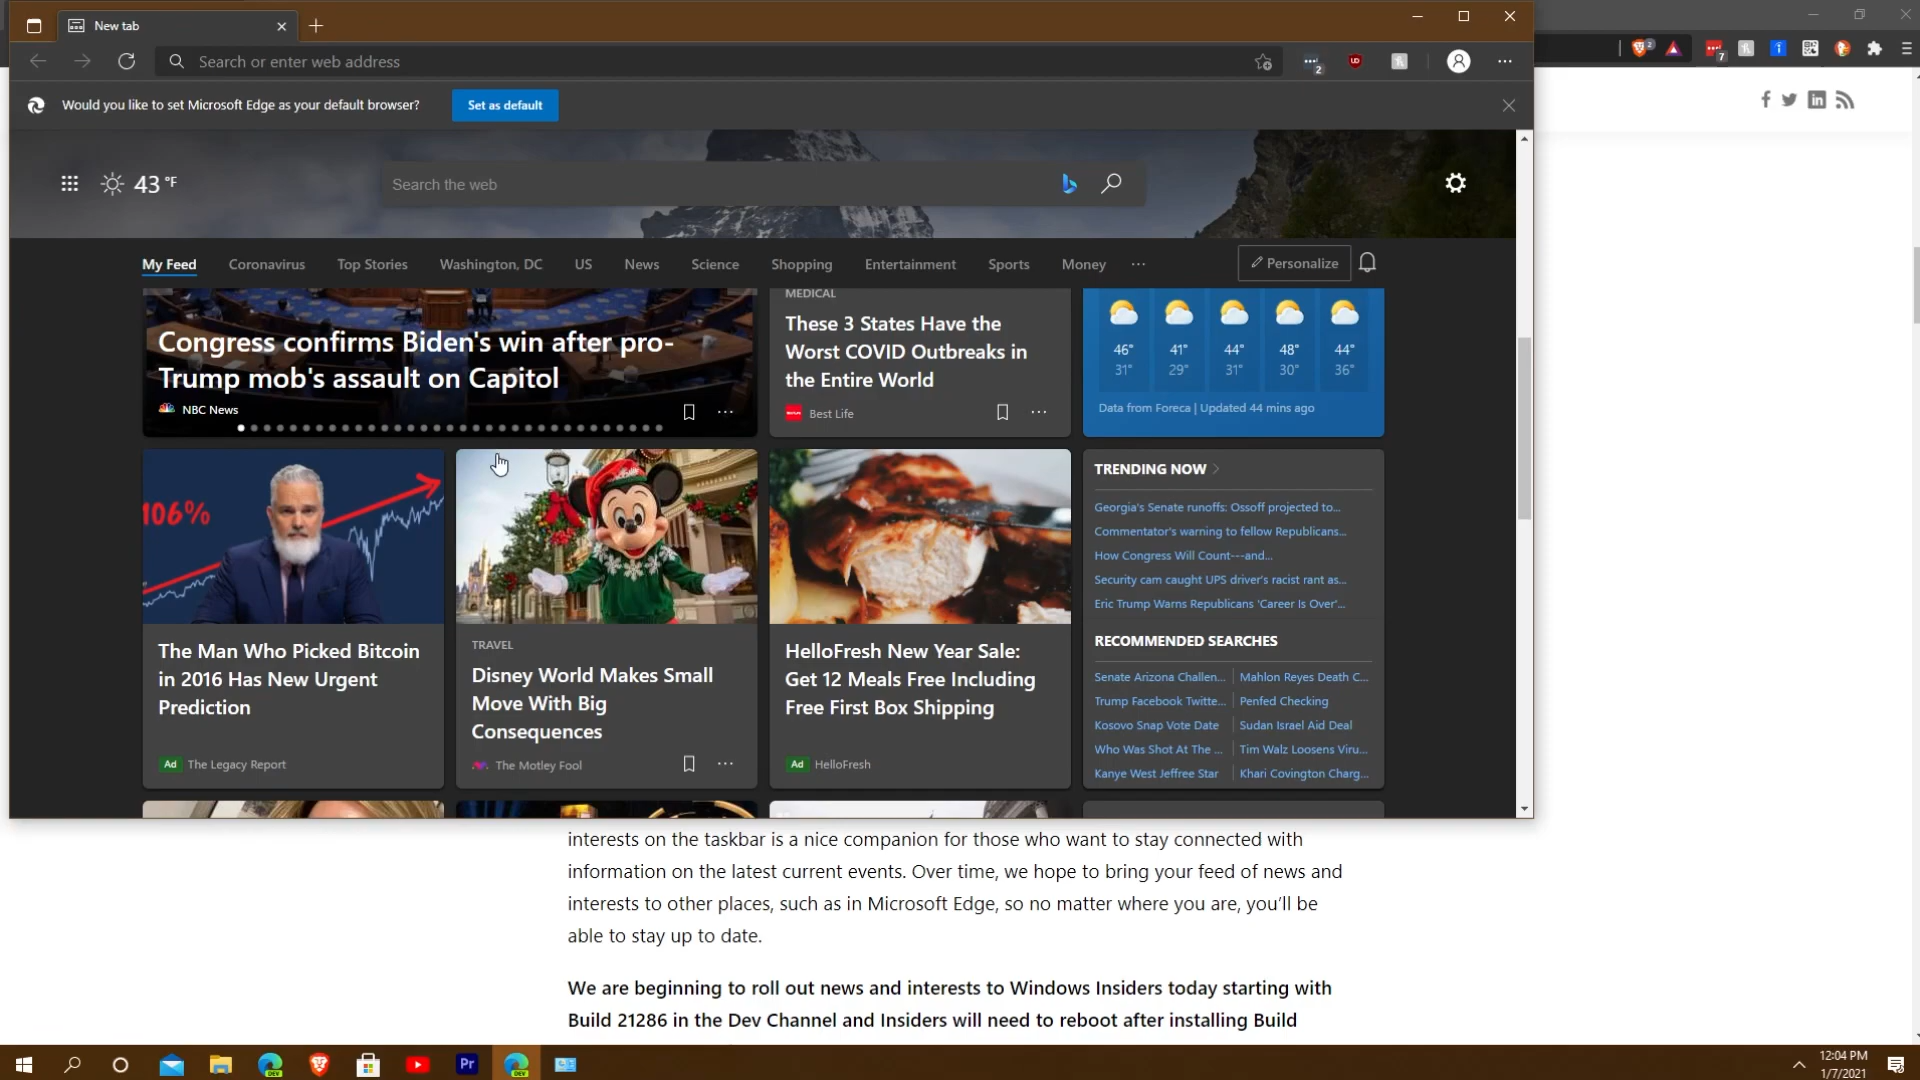 New tab
7
Search or enter web address
2
Would you like to set Microsoft Edge as your default browser?
Set as default
43 °F
Search the web
My Feed
Coronavirus
Top Stories
Washington, DC
US
News
Science
Shopping
Entertainment
Sports
Money
Personalize
Congress confirms Biden's win after pro-
Trump mob's assault on Capitol
NBC News
MEDICAL
These 3 States Have the
Worst COVID Outbreaks in
the Entire World
Best Life
46° 41° 44° 48° 44°
31° 29° 31° 30° 36°
Data from Foreca | Updated 44 mins ago
106%
The Man Who Picked Bitcoin
in 2016 Has New Urgent
Prediction
Ad The Legacy Report
TRAVEL
Disney World Makes Small
Move With Big
Consequences
The Motley Fool
HelloFresh New Year Sale:
Get 12 Meals Free Including
Free First Box Shipping
Ad HelloFresh
TRENDING NOW
Georgia's Senate runoffs: Ossoff projected to...
Commentator's warning to fellow Republicans...
How Congress Will Count---and...
Security cam caught UPS driver's racist rant as...
Eric Trump Warns Republicans 'Career Is Over'...
RECOMMENDED SEARCHES
Senate Arizona Challen... Mahlon Reyes Death C...
Trump Facebook Twitte... Penfed Checking
Kosovo Snap Vote Date Sudan Israel Aid Deal
Who Was Shot At The ... Tim Walz Loosens Viru...
Kanye West Jeffree Star Khari Covington Charg...
interests on the taskbar is a nice companion for those who want to stay connected with
information on the latest current events. Over time, we hope to bring your feed of news and
interests to other places, such as in Microsoft Edge, so no matter where you are, you’ll be
able to stay up to date.
We are beginning to roll out news and interests to Windows Insiders today starting with
Build 21286 in the Dev Channel and Insiders will need to reboot after installing Build
DEV
Pr
DEV
12:04 PM
1/7/2021